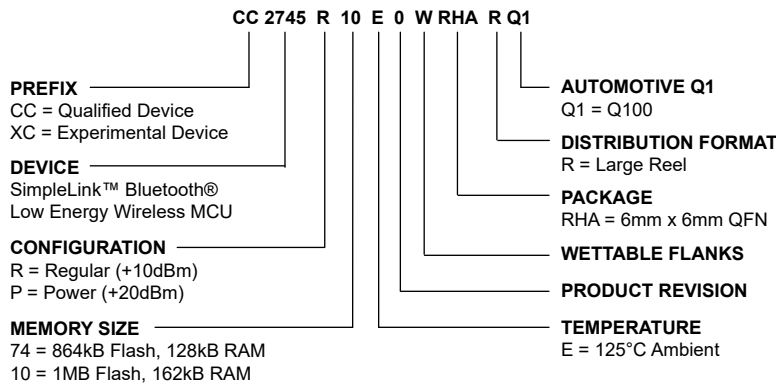 CC 2745 R 10 E 0 W RHA R Q1
PREFIX
CC = Qualified Device
XC = Experimental Device
DEVICE
SimpleLink™ Bluetooth®
Low Energy Wireless MCU
CONFIGURATION
R = Regular (+10dBm)
P = Power (+20dBm)
MEMORY SIZE
74 = 864kB Flash, 128kB RAM
10 = 1MB Flash, 162kB RAM
AUTOMOTIVE Q1
Q1 = Q100
DISTRIBUTION FORMAT
R = Large Reel
PACKAGE
RHA = 6mm x 6mm QFN
WETTABLE FLANKS
PRODUCT REVISION
TEMPERATURE
E = 125°C Ambient